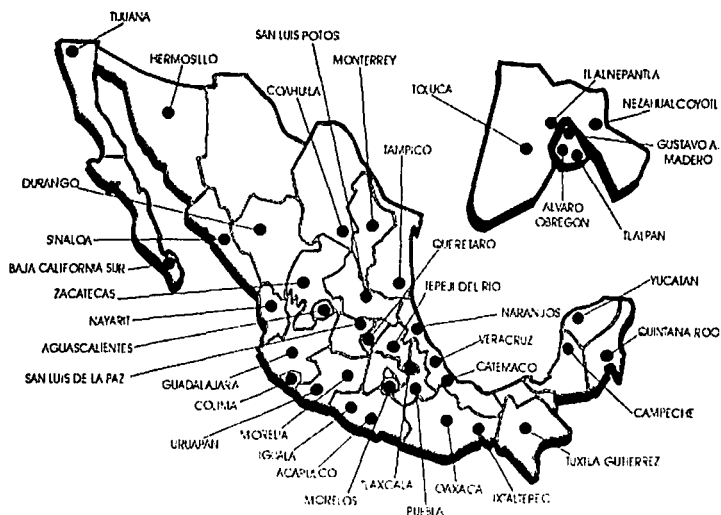 TIJUANA
HERMOSILLO
SAN LUIS POTOS
MONTERREY
COAHUILA
TAMPICO
TLALNEPANTLA
TOLUCA
NEZAHUALCOYOTL
GUSTAVO A.
MADERO
ALVARO
OBREGON
TLALPAN
DURANGO
SINALOA
BAJA CALIFORNIA SUR
ZACATECAS
NAYARIT
AGUASCALIENTES
SAN LUIS DE LA PAZ
GUADALAJARA
COLIMA
URUAPAN
MORELIA
IGUALA
ACAPULCO
MORELOS
TLAXCALA
PUEBLA
OAXACA
IXTALTEPEC
TUXTLA GUTIERREZ
QUERETARO
TEPEJI DEL RIO
NARANJOS
VERACRUZ
CATEMACO
YUCATAN
QUINTANA ROO
CAMPECHE